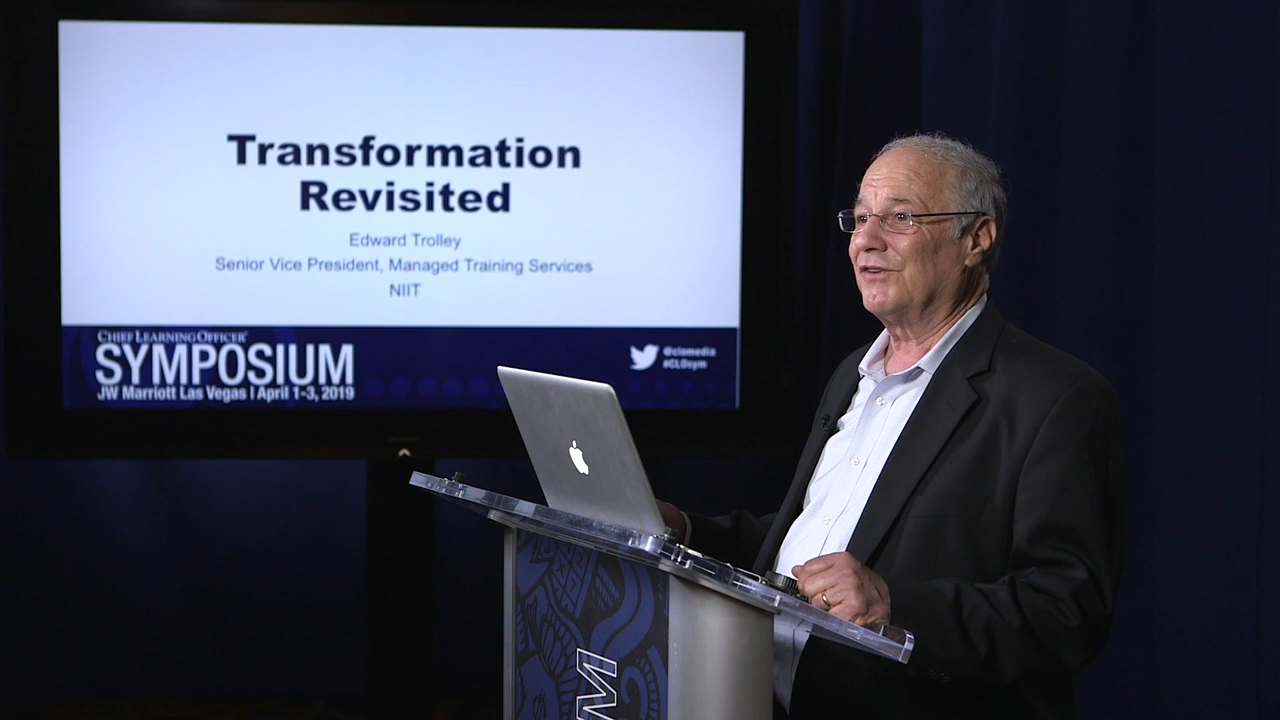 Transformation
Revisited
Edward Trolley
Senior Vice President, Managed Training Services
NIIT
CHIEF LEARNING OFFICER®
SYMPOSIUM
JW Marriott Las Vegas | April 1-3, 2019
@clomedia
#CLOsym